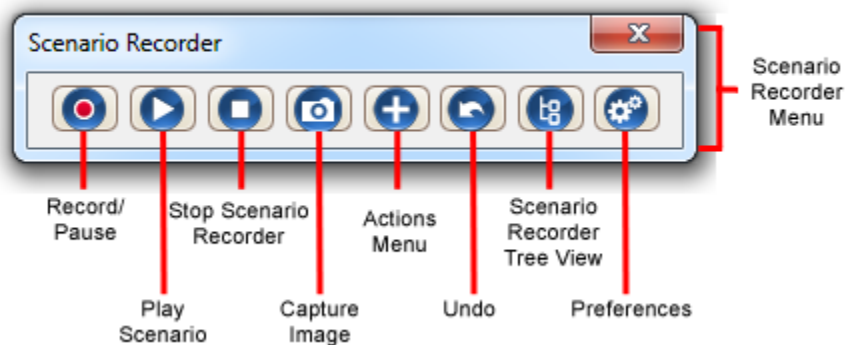 Scenario Recorder
Scenario
Recorder
Menu
Record/
Pause
Stop Scenario
Recorder
Actions
Menu
Scenario
Recorder
Tree View
Play
Scenario
Capture
Image
Undo
Preferences